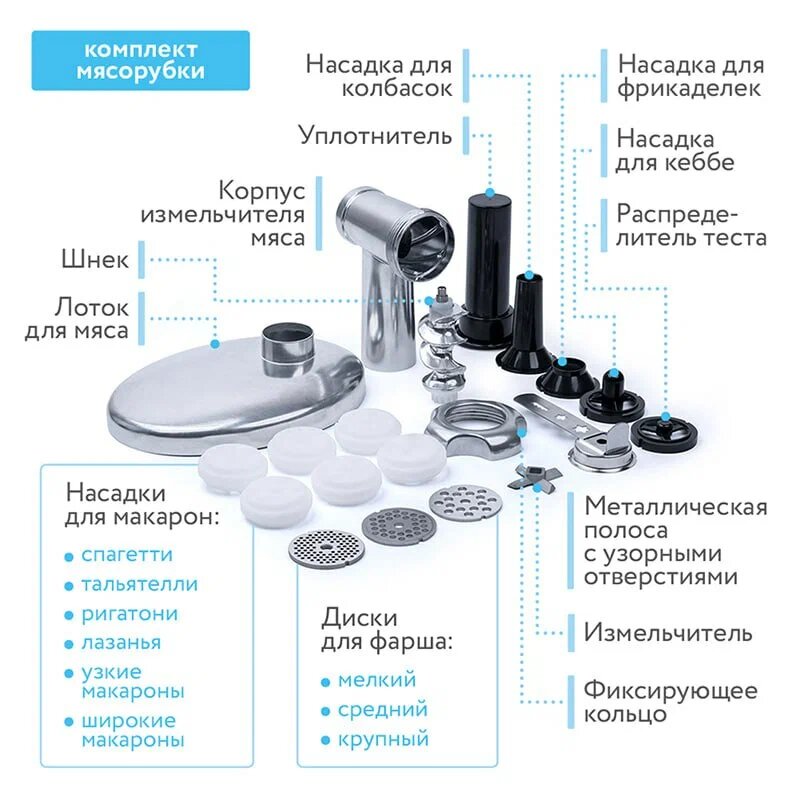 комплект
мясорубки
Насадка для
колбасок
Уплотнитель
Корпус
измельчителя
мяса
Шнек
Лоток
для мяса
Насадка для
фрикаделек
Насадка
для кеббе
Распреде-
литель теста
Насадки
для макарон:
спагетти
тальятелли
ригатони
лазанья
узкие
макароны
широкие
макароны
Диски
для фарша:
мелкий
средний
крупный
Металлическая
полоса
с узорными
отверстиями
Измельчитель
Фиксирующее
кольцо